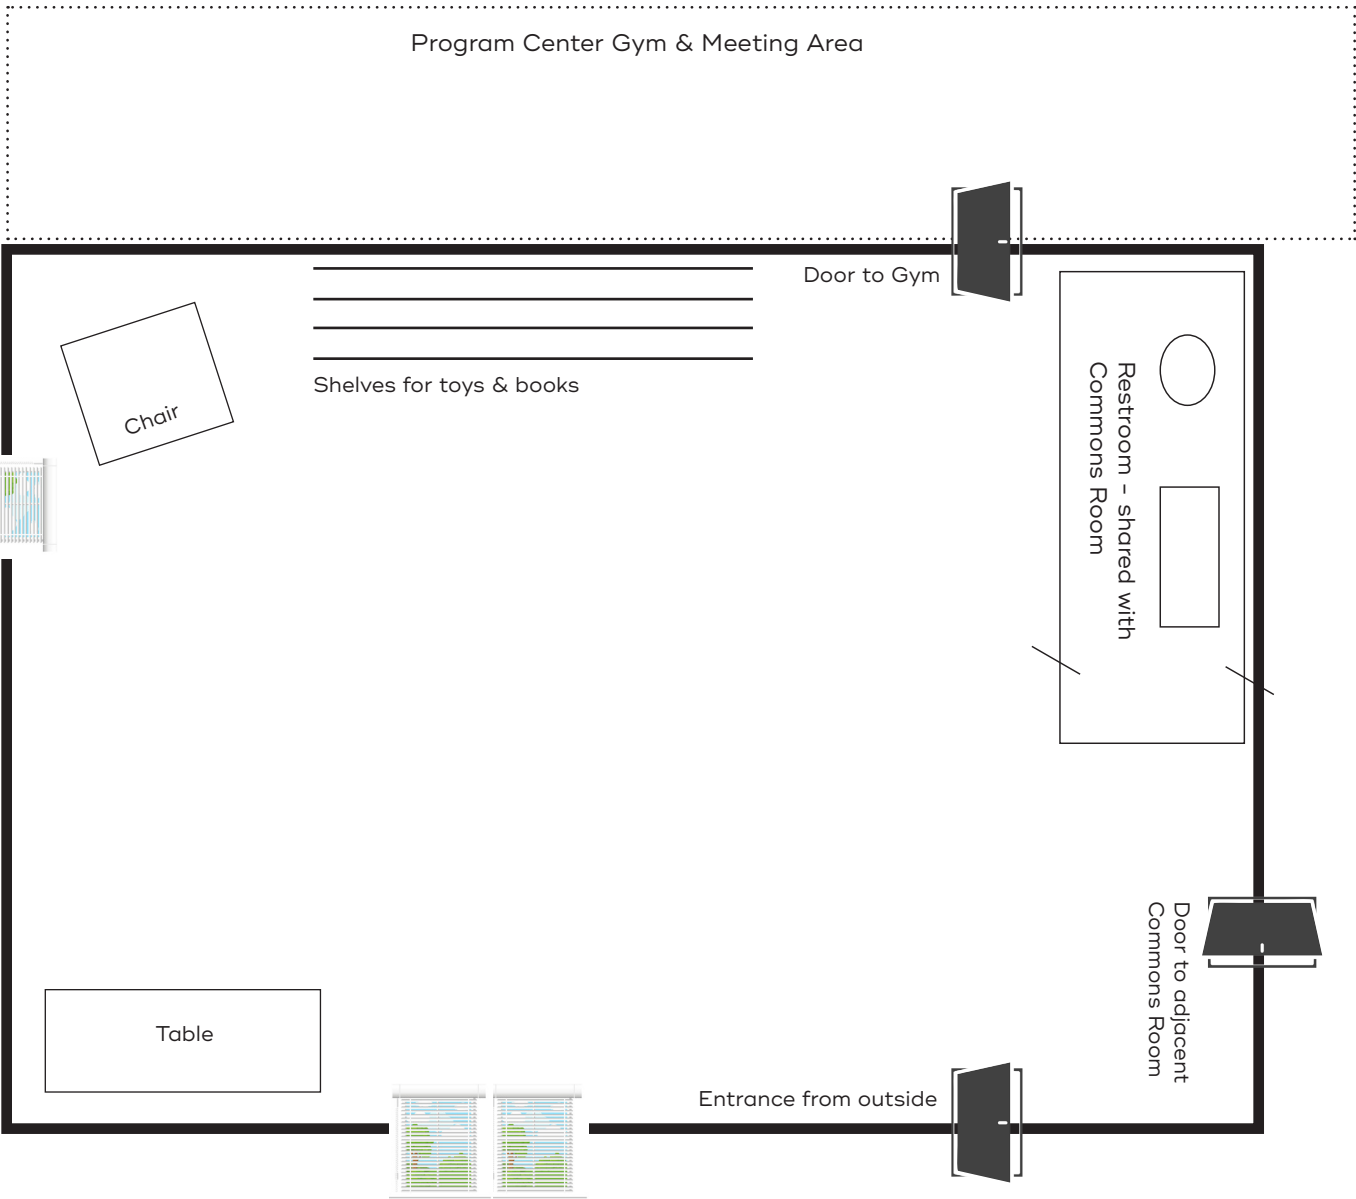 Program Center Gym & Meeting Area
Door to Gym
Shelves for toys & books
Chair
Restroom – shared with
Commons Room
Door to adjacent
Commons Room
Table
Entrance from outside